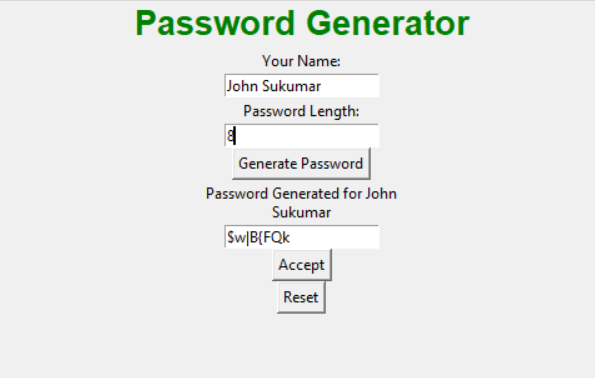 Password Generator
Your Name:
John Sukumar
Password Length:
8
Generate Password
Password Generated for John
Sukumar
$w|B{FQk
Accept
Reset